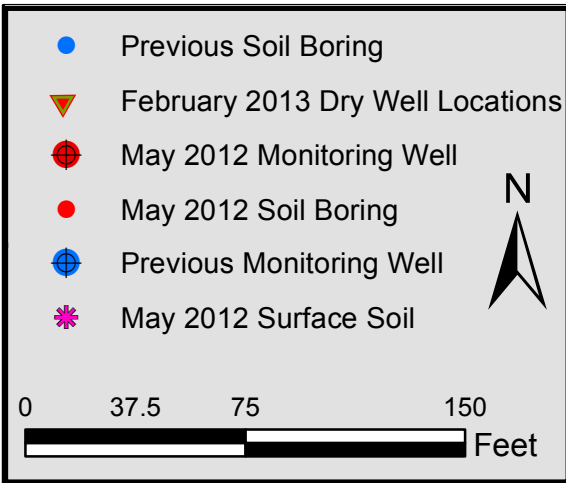 Previous Soil Boring
February 2013 Dry Well Locations
May 2012 Monitoring Well
May 2012 Soil Boring
N
Previous Monitoring Well
May 2012 Surface Soil
0 37.5 75 150
Feet